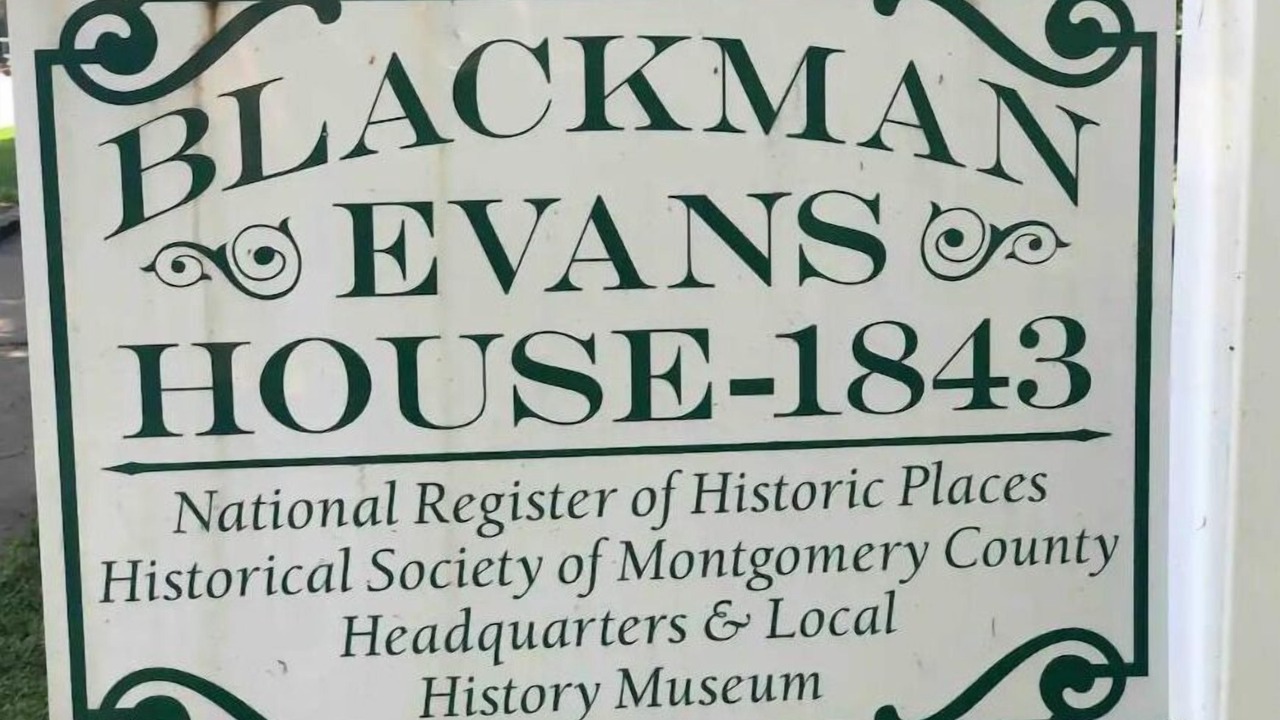 BLACKMAN
EVANS
HOUSE-1843
National Register of Historic Places
Historical Society of Montgomery County
Headquarters & Local
History Museum